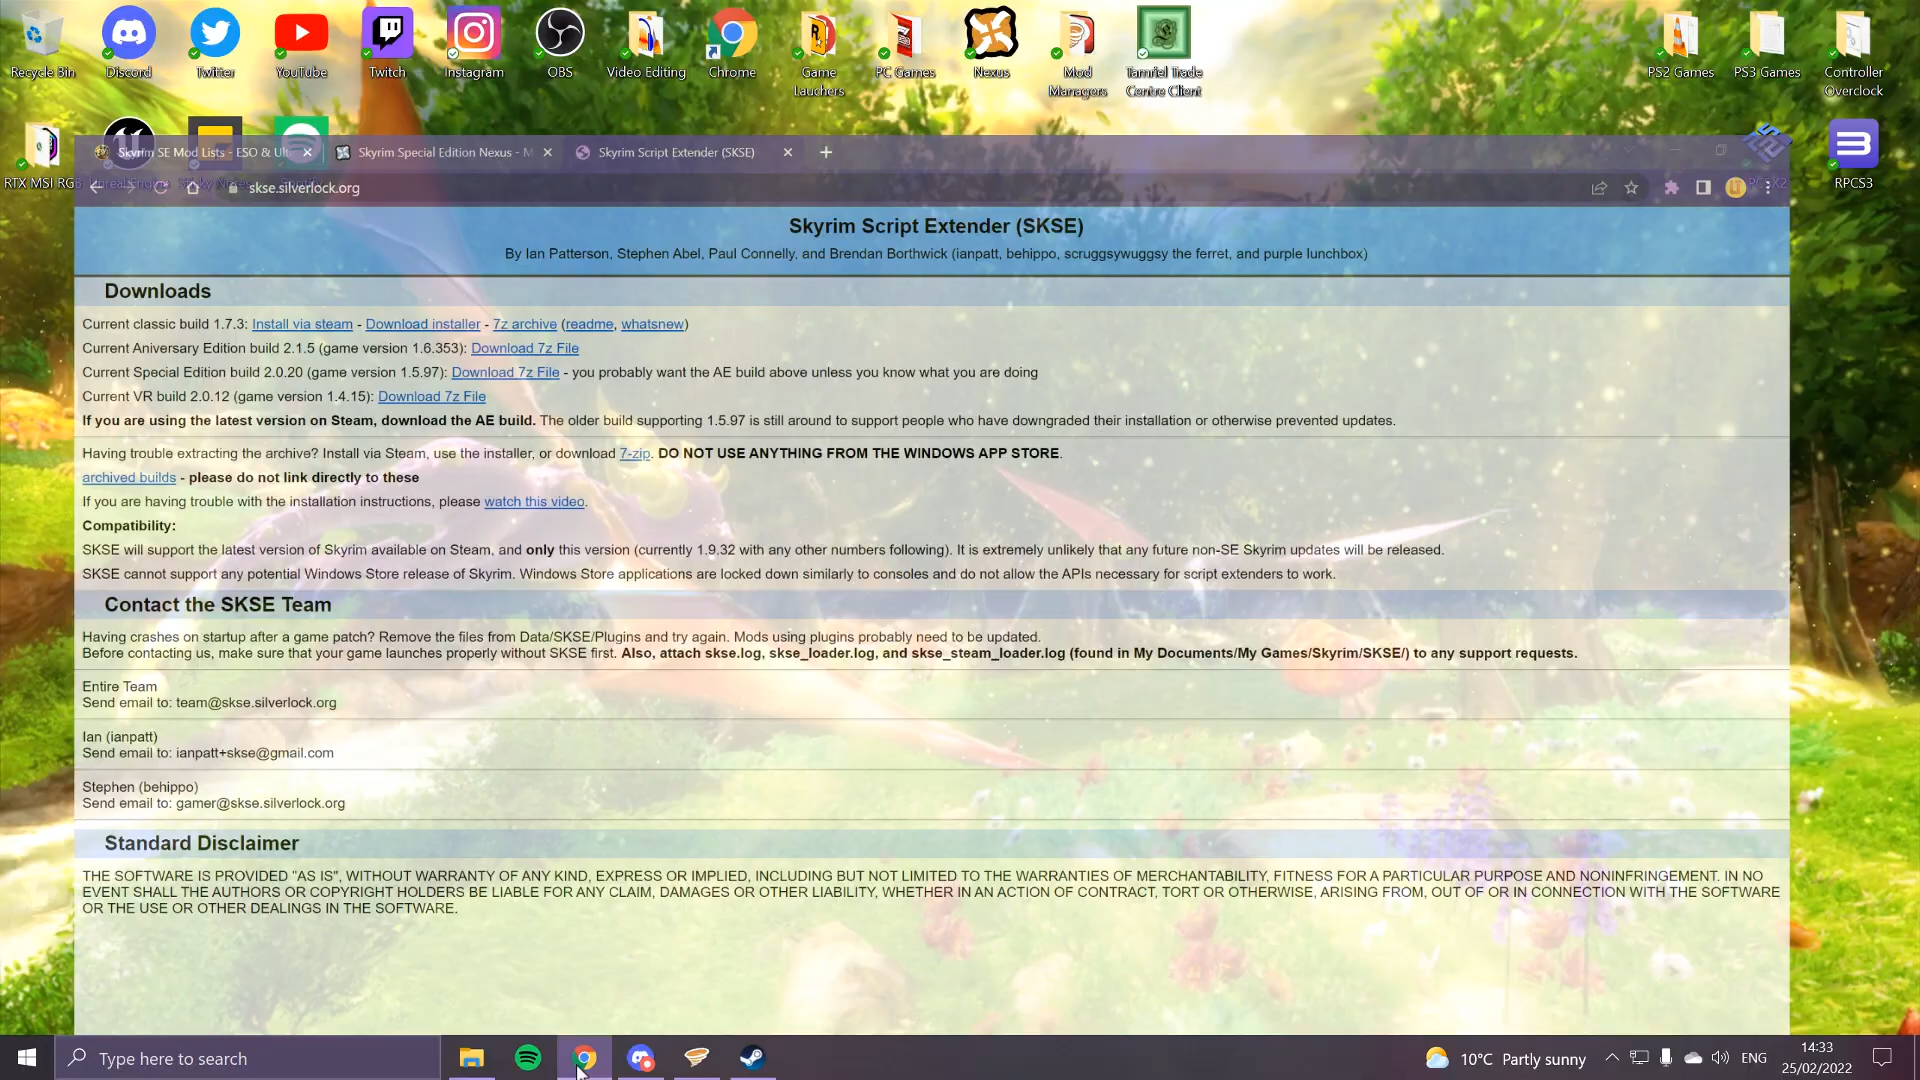 Recycle Bin
Discord
Twitter
YouTube
Twitch
Instagram
OBS
Video Editing
Chrome
Game Lauchers
PC Games
Nexus
Mod Managers
Tamriel Trade Centre Client
PS2 Games
PS3 Games
Controller Overclock
RTX MSI RGB
RPCS3
Skyrim SE Mod Lists - ESO & Ul
Skyrim Special Edition Nexus - M
Skyrim Script Extender (SKSE)
skse.silverlock.org
Skyrim Script Extender (SKSE)
By Ian Patterson, Stephen Abel, Paul Connelly, and Brendan Borthwick (ianpatt, behippo, scruggsywuggsy the ferret, and purple lunchbox)
Downloads
Current classic build 1.7.3: Install via steam - Download installer - 7z archive (readme, whatsnew)
Current Aniversary Edition build 2.1.5 (game version 1.6.353): Download 7z File
Current Special Edition build 2.0.20 (game version 1.5.97): Download 7z File - you probably want the AE build above unless you know what you are doing
Current VR build 2.0.12 (game version 1.4.15): Download 7z File
If you are using the latest version on Steam, download the AE build. The older build supporting 1.5.97 is still around to support people who have downgraded their installation or otherwise prevented updates.
Having trouble extracting the archive? Install via Steam, use the installer, or download 7-zip. DO NOT USE ANYTHING FROM THE WINDOWS APP STORE.
archived builds - please do not link directly to these
If you are having trouble with the installation instructions, please watch this video.
Compatibility:
SKSE will support the latest version of Skyrim available on Steam, and only this version (currently 1.9.32 with any other numbers following). It is extremely unlikely that any future non-SE Skyrim updates will be released.
SKSE cannot support any potential Windows Store release of Skyrim. Windows Store applications are locked down similarly to consoles and do not allow the APIs necessary for script extenders to work.
Contact the SKSE Team
Having crashes on startup after a game patch? Remove the files from Data/SKSE/Plugins and try again. Mods using plugins probably need to be updated.
Before contacting us, make sure that your game launches properly without SKSE first. Also, attach skse.log, skse_loader.log, and skse_steam_loader.log (found in My Documents/My Games/Skyrim/SKSE/) to any support requests.
Entire Team
Send email to: team@skse.silverlock.org
Ian (ianpatt)
Send email to: ianpatt+skse@gmail.com
Stephen (behippo)
Send email to: gamer@skse.silverlock.org
Standard Disclaimer
THE SOFTWARE IS PROVIDED "AS IS", WITHOUT WARRANTY OF ANY KIND, EXPRESS OR IMPLIED, INCLUDING BUT NOT LIMITED TO THE WARRANTIES OF MERCHANTABILITY, FITNESS FOR A PARTICULAR PURPOSE AND NONINFRINGEMENT. IN NO
EVENT SHALL THE AUTHORS OR COPYRIGHT HOLDERS BE LIABLE FOR ANY CLAIM, DAMAGES OR OTHER LIABILITY, WHETHER IN AN ACTION OF CONTRACT, TORT OR OTHERWISE, ARISING FROM, OUT OF OR IN CONNECTION WITH THE SOFTWARE
OR THE USE OR OTHER DEALINGS IN THE SOFTWARE.
Type here to search
10°C Partly sunny
ENG
14:33
25/02/2022